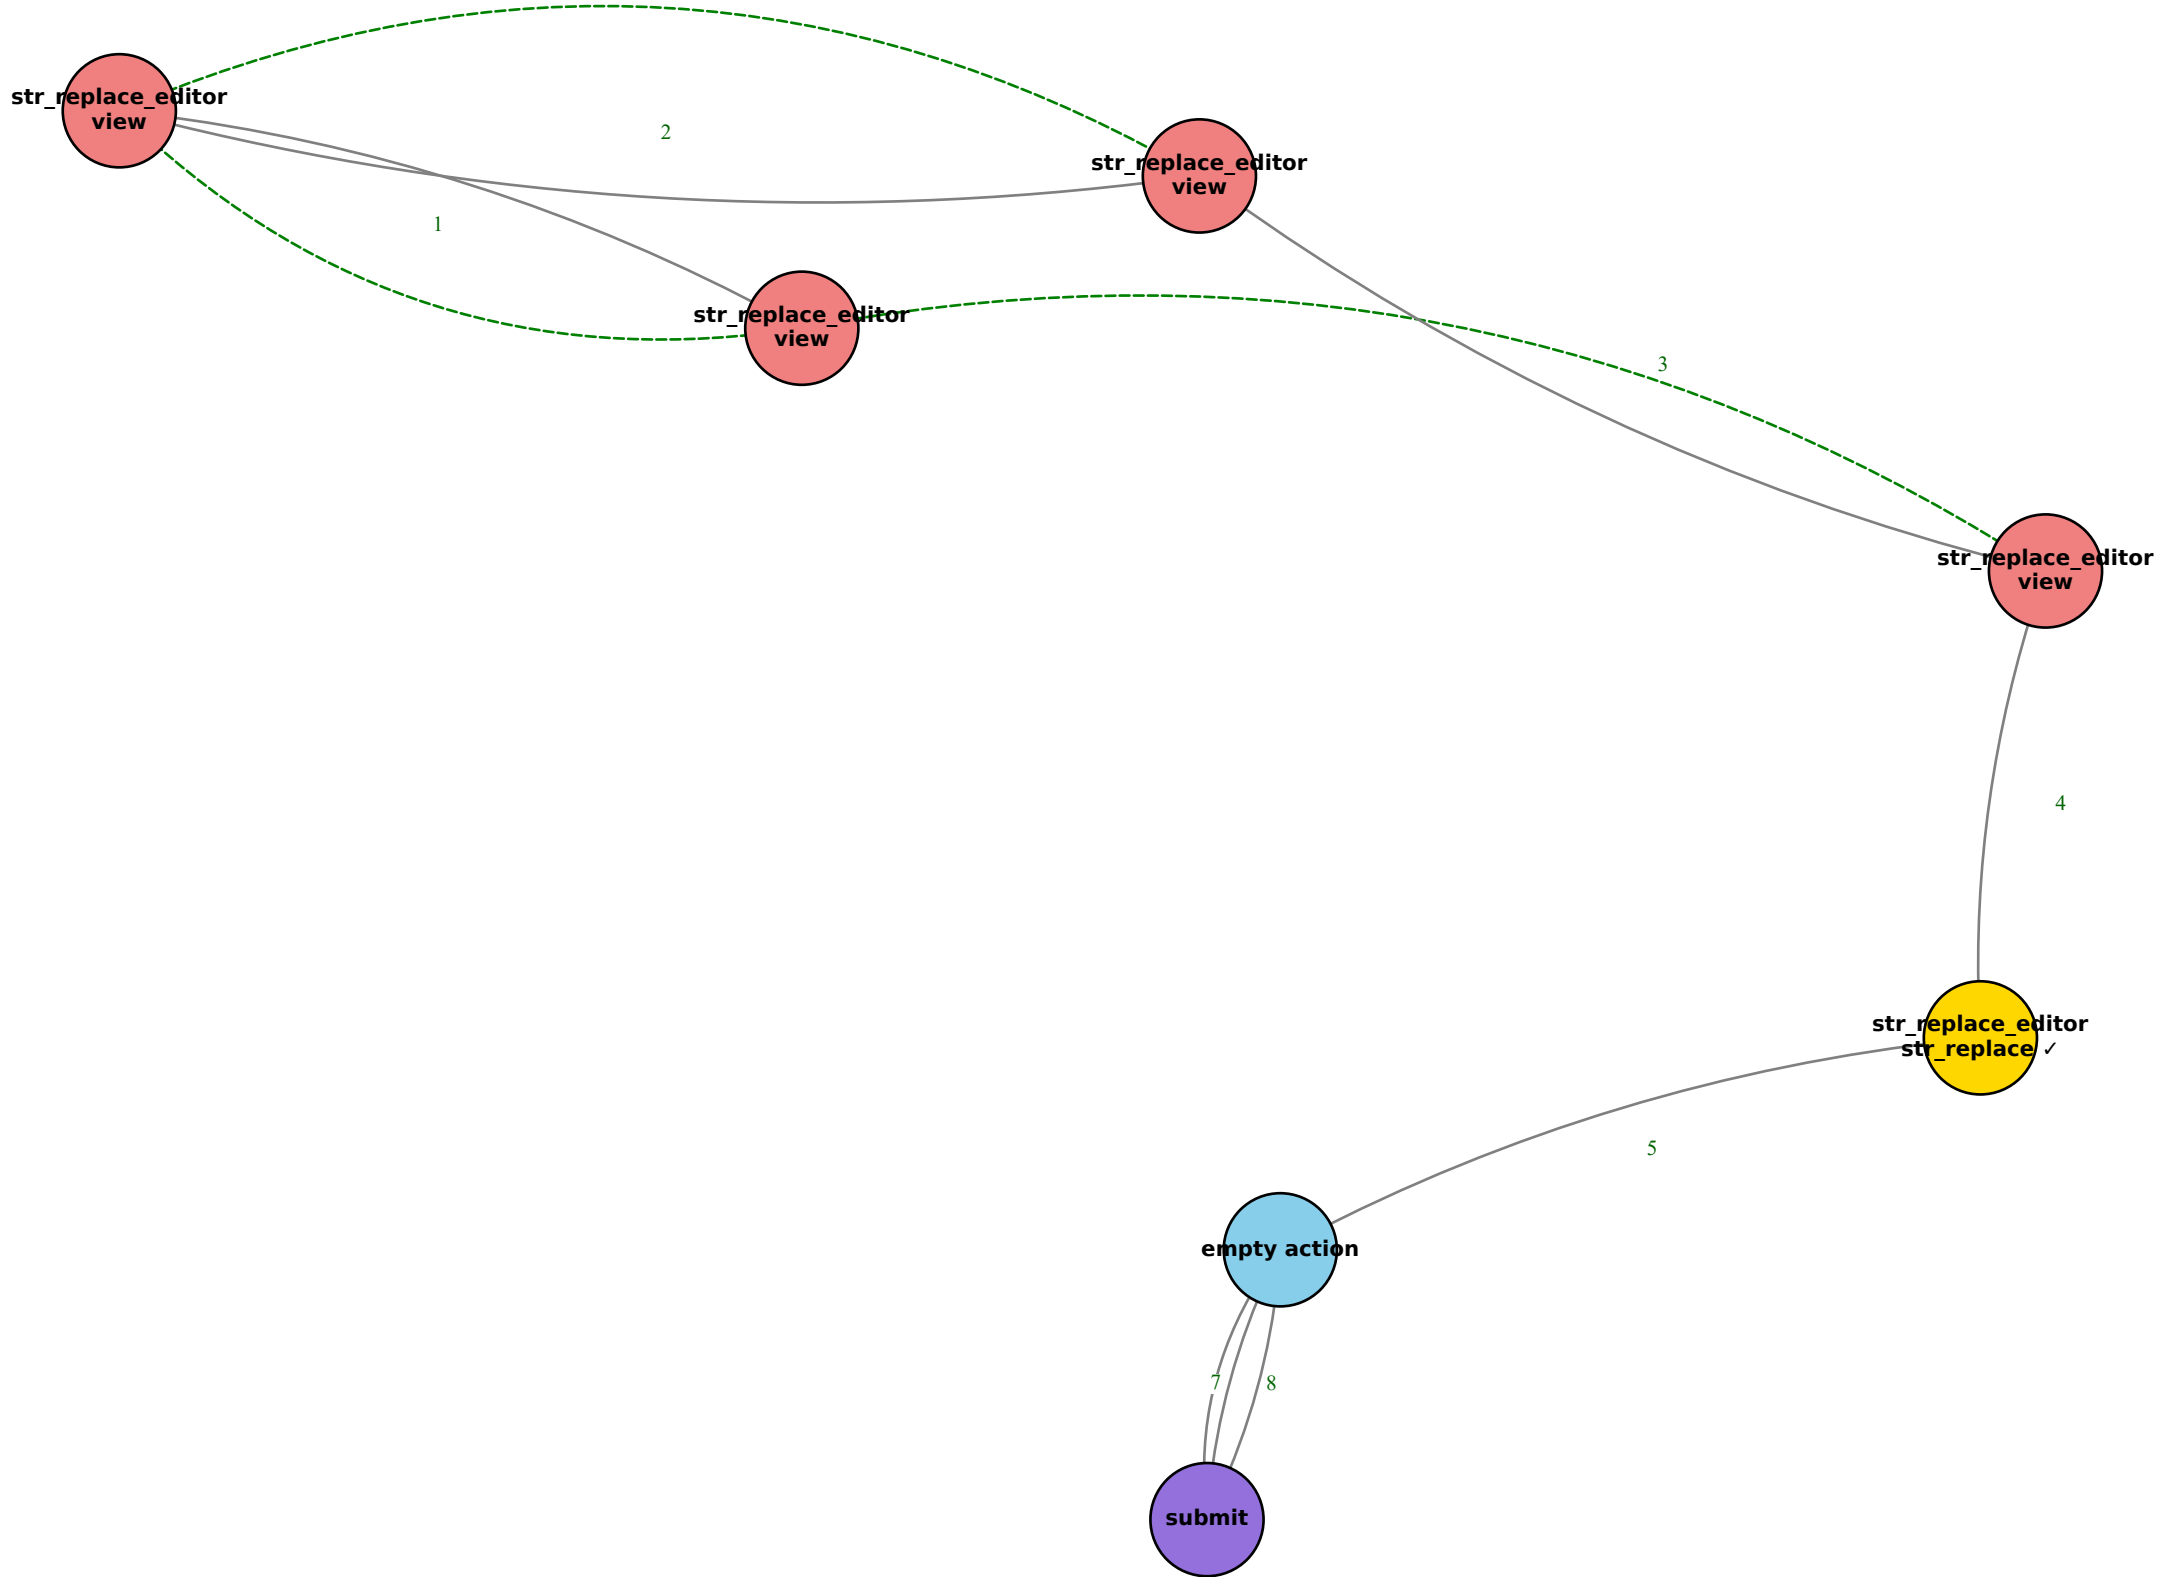 str_replace_editor
view
2
str_replace_editor
view
1
str_replace_editor
view
3
str_replace_editor
view
4
str_replace_editor
str_replace ✓
5
empty action
7
8
submit